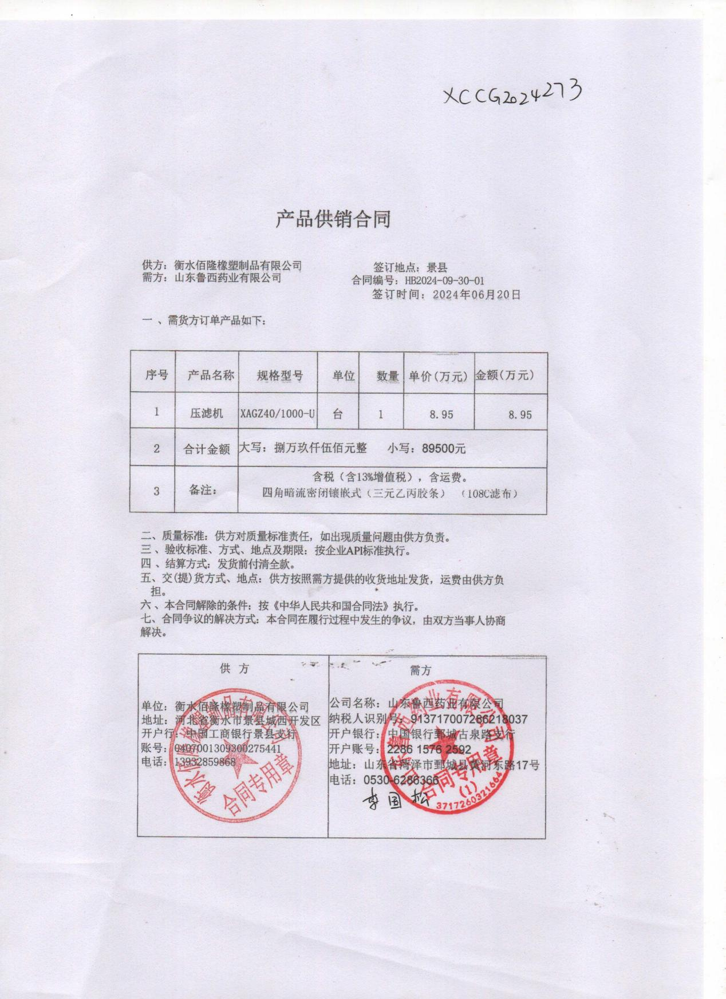 XCCG2024273
产品供销合同
供方：衡水佰隆橡塑制品有限公司
签订地点：景县
需方：山东鲁西药业有限公司
合同编号：HB2024-09-30-01
签订时间：2024年06月20日
一 、需货方订单产品如下：
序号 产品名称 规格型号 单位 数量 单价(万元) 金额(万元)
1 压滤机 XAGZ40/1000-U 台 1 8.95 8.95
2 合计金额 大写：捌万玖仟伍佰元整 小写：89500元
含税（含13%增值税），含运费。
3 备注： 四角暗流密闭镶嵌式（三元乙丙胶条） （108C滤布）
二、质量标准：供方对质量标准责任，如出现质量问题由供方负责。
三 、验收标准、方式、地点及期限：按企业API标准执行。
四 、结算方式：发货前付清全款。
五、交(提)货方式、地点：供方按照需方提供的收货地址发货，运费由供方负
担。
六 、本合同解除的条件：按《中华人民共和国合同法》执行。
七、合同争议的解决方式：本合同在履行过程中发生的争议，由双方当事人协商
解决。
供 方
单位：衡水佰隆橡塑制品有限公司
地址：河北省衡水市景县城西开发区
开户行：中国工商银行景县支行
账号：0407001309300275441
电话：13932859868
衡水佰隆橡塑制品有限公司
合同专用章
需方
公司名称：山东鲁西药业有限公司
纳税人识别号：913717007286218037
开户银行：中国银行鄄城古泉路支行
开户账号：2286 1576 2592
地址：山东省菏泽市鄄城县黄河东路17号
电话：0530-6286366
李国松
山东鲁西药业有限公司
合同专用章
(1)
3717260321664